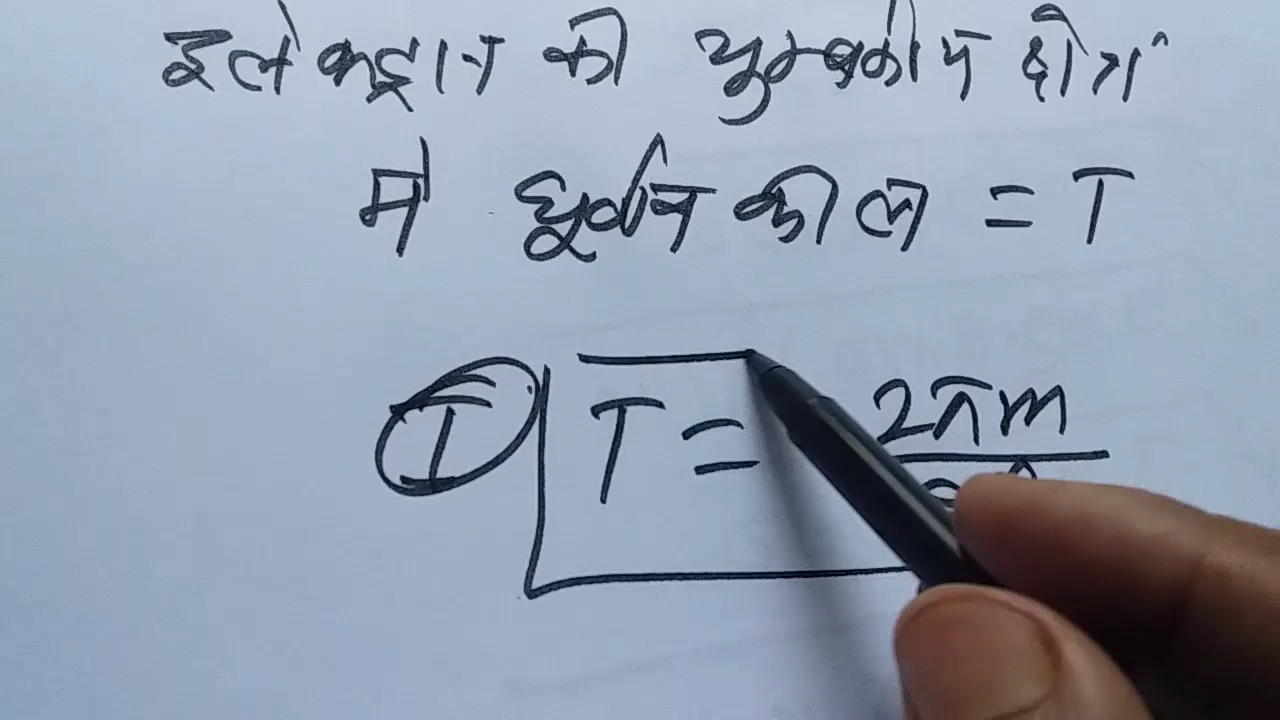 इलेक्ट्रान की चुम्बकीय क्षेत्र
मे घूर्णन काल = T
I T = 2πm